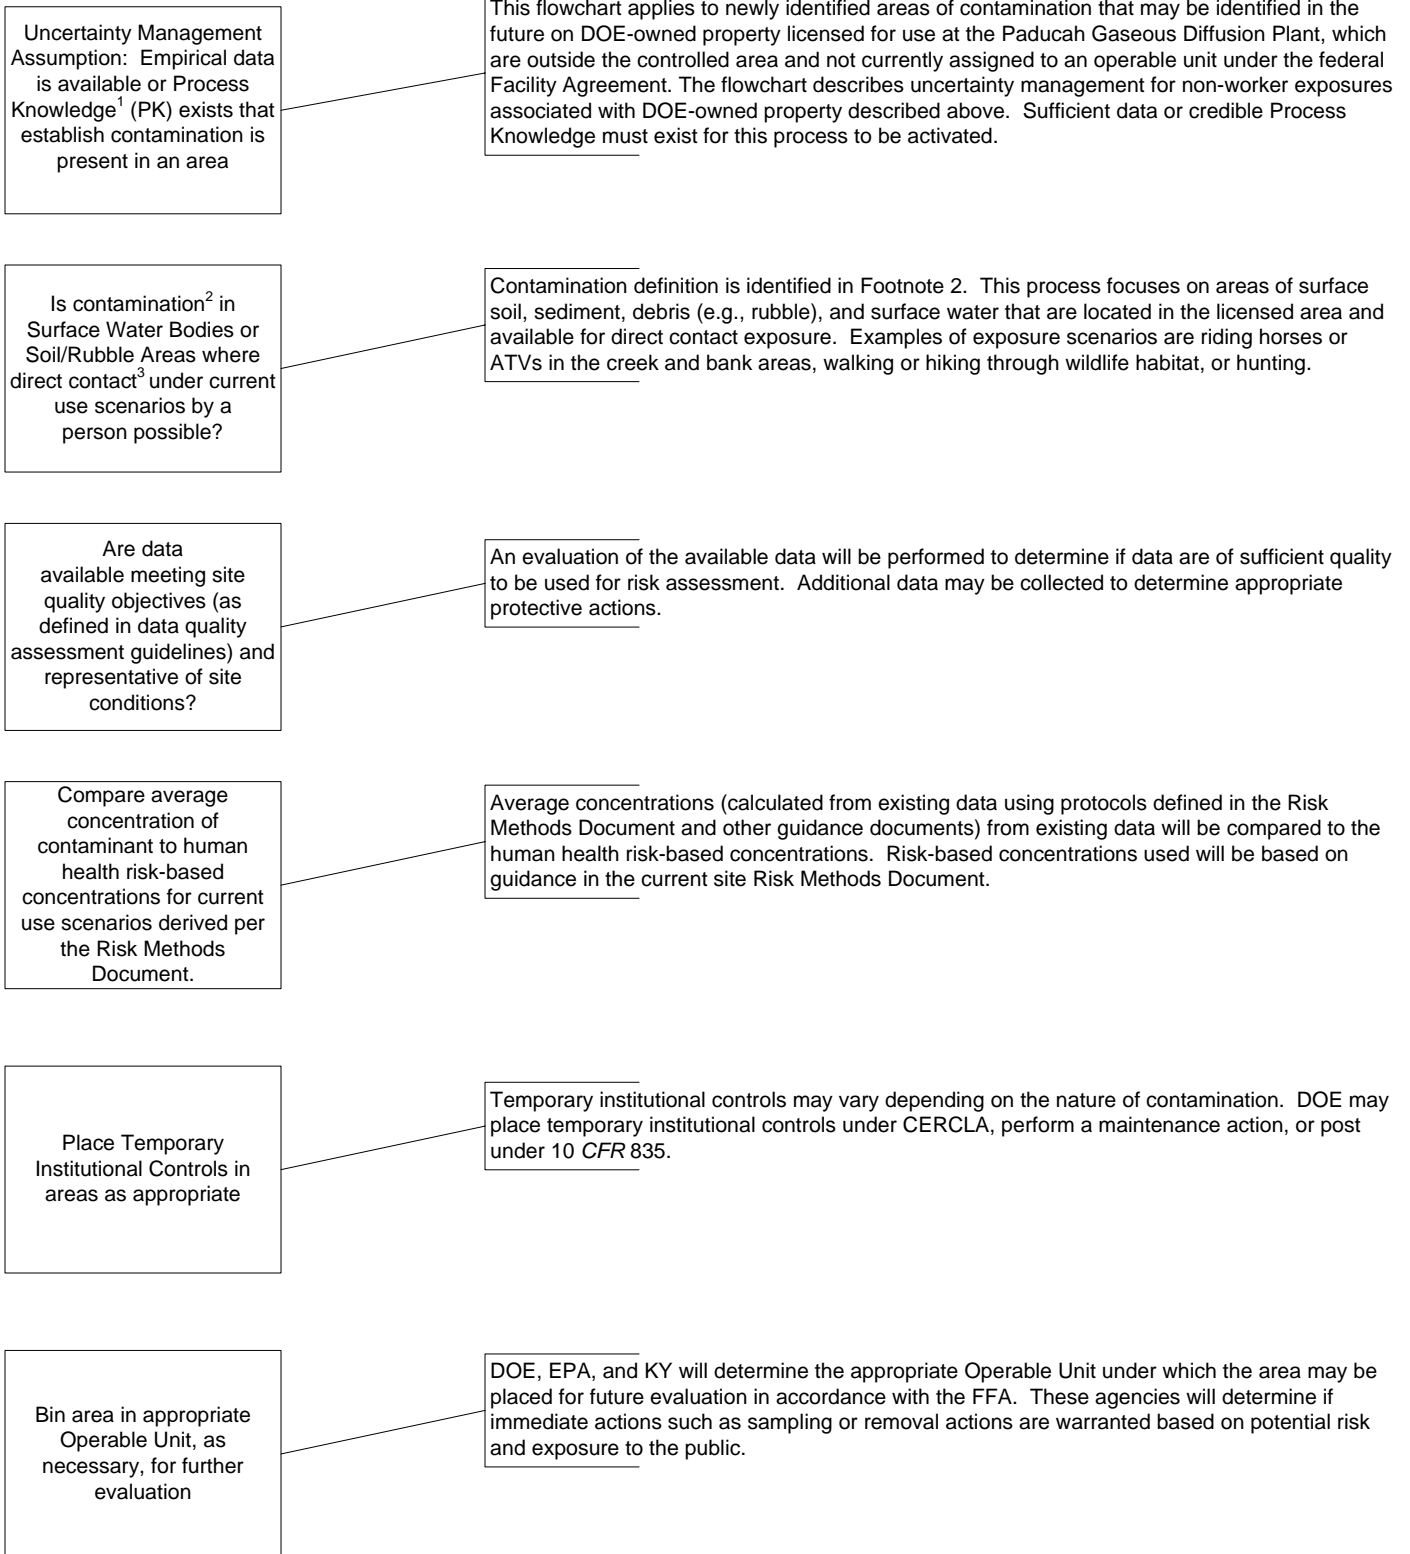 Uncertainty Management
Assumption: Empirical data
is available or Process
Knowledge¹ (PK) exists that
establish contamination is
present in an area
This flowchart applies to newly identified areas of contamination that may be identified in the
future on DOE-owned property licensed for use at the Paducah Gaseous Diffusion Plant, which
are outside the controlled area and not currently assigned to an operable unit under the federal
Facility Agreement. The flowchart describes uncertainty management for non-worker exposures
associated with DOE-owned property described above. Sufficient data or credible Process
Knowledge must exist for this process to be activated.
Is contamination² in
Surface Water Bodies or
Soil/Rubble Areas where
direct contact³ under current
use scenarios by a
person possible?
Contamination definition is identified in Footnote 2. This process focuses on areas of surface
soil, sediment, debris (e.g., rubble), and surface water that are located in the licensed area and
available for direct contact exposure. Examples of exposure scenarios are riding horses or
ATVs in the creek and bank areas, walking or hiking through wildlife habitat, or hunting.
Are data
available meeting site
quality objectives (as
defined in data quality
assessment guidelines) and
representative of site
conditions?
An evaluation of the available data will be performed to determine if data are of sufficient quality
to be used for risk assessment. Additional data may be collected to determine appropriate
protective actions.
Compare average
concentration of
contaminant to human
health risk-based
concentrations for current
use scenarios derived per
the Risk Methods
Document.
Average concentrations (calculated from existing data using protocols defined in the Risk
Methods Document and other guidance documents) from existing data will be compared to the
human health risk-based concentrations. Risk-based concentrations used will be based on
guidance in the current site Risk Methods Document.
Place Temporary
Institutional Controls in
areas as appropriate
Temporary institutional controls may vary depending on the nature of contamination. DOE may
place temporary institutional controls under CERCLA, perform a maintenance action, or post
under 10 CFR 835.
Bin area in appropriate
Operable Unit, as
necessary, for further
evaluation
DOE, EPA, and KY will determine the appropriate Operable Unit under which the area may be
placed for future evaluation in accordance with the FFA. These agencies will determine if
immediate actions such as sampling or removal actions are warranted based on potential risk
and exposure to the public.